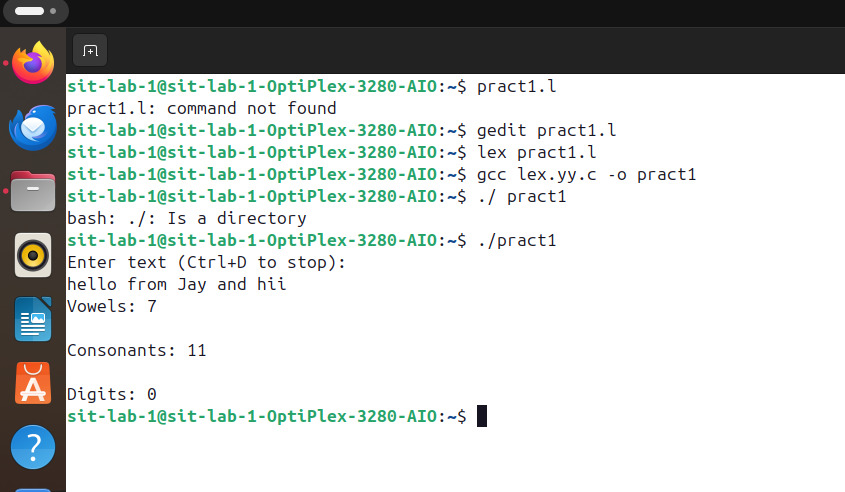 sit-lab-1@sit-lab-1-OptiPlex-3280-AIO:~$ pract1.l
pract1.l: command not found
sit-lab-1@sit-lab-1-OptiPlex-3280-AIO:~$ gedit pract1.l
sit-lab-1@sit-lab-1-OptiPlex-3280-AIO:~$ lex pract1.l
sit-lab-1@sit-lab-1-OptiPlex-3280-AIO:~$ gcc lex.yy.c -o pract1
sit-lab-1@sit-lab-1-OptiPlex-3280-AIO:~$ ./ pract1
bash: ./: Is a directory
sit-lab-1@sit-lab-1-OptiPlex-3280-AIO:~$ ./pract1
Enter text (Ctrl+D to stop):
hello from Jay and hii
Vowels: 7
Consonants: 11
Digits: 0
sit-lab-1@sit-lab-1-OptiPlex-3280-AIO:~$